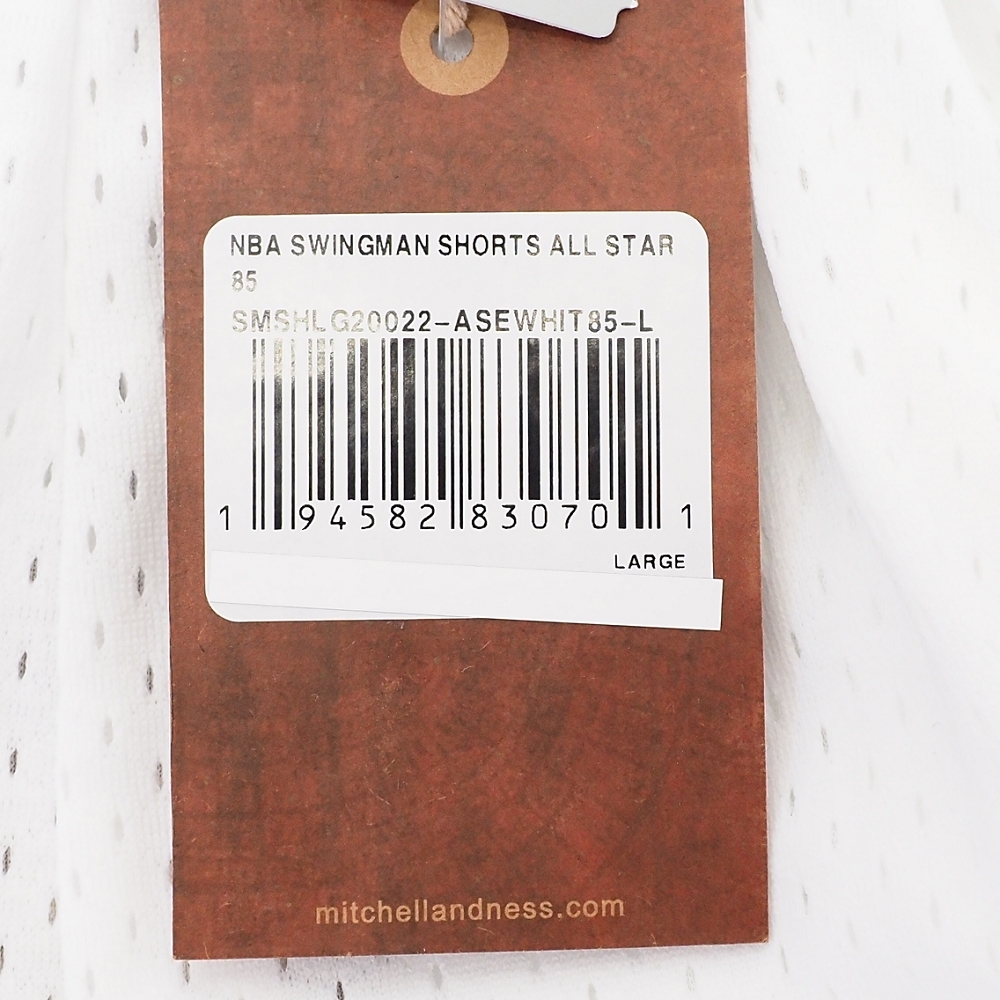 NBA SWINGMAN SHORTS ALL STAR
85
SMSHLG20022-ASEWHIT85-L
1 94582 83070 1
LARGE
mitchellandness.com